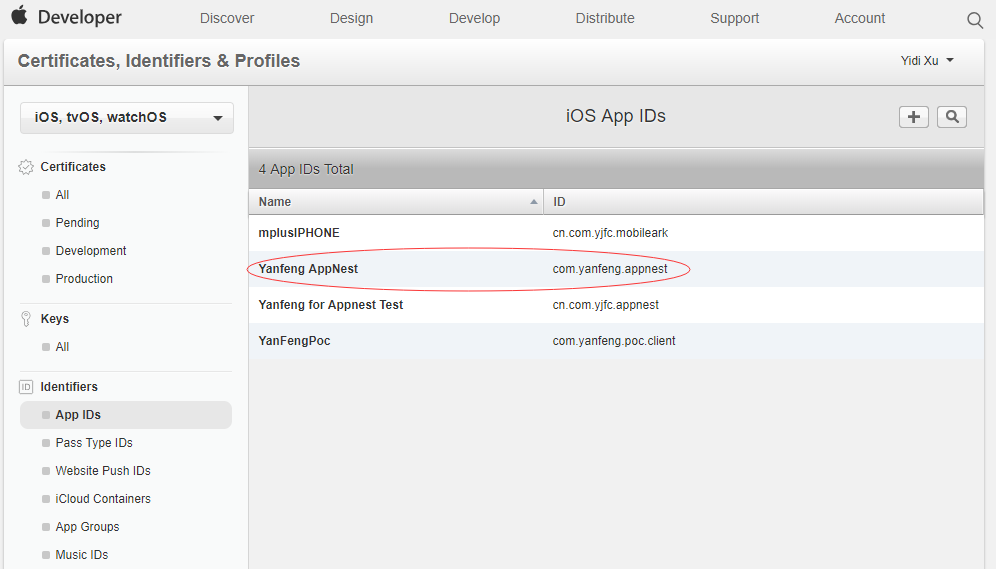 Developer
Discover
Design
Develop
Distribute
Support
Account
Certificates, Identifiers & Profiles
Yidi Xu
iOS, tvOS, watchOS
Certificates
All
Pending
Development
Production
Keys
All
ID Identifiers
App IDs
Pass Type IDs
Website Push IDs
iCloud Containers
App Groups
Music IDs
iOS App IDs
4 App IDs Total
Name ID
mplusIPHONE cn.com.yjfc.mobileark
Yanfeng AppNest com.yanfeng.appnest
Yanfeng for Appnest Test cn.com.yjfc.appnest
YanFengPoc com.yanfeng.poc.client